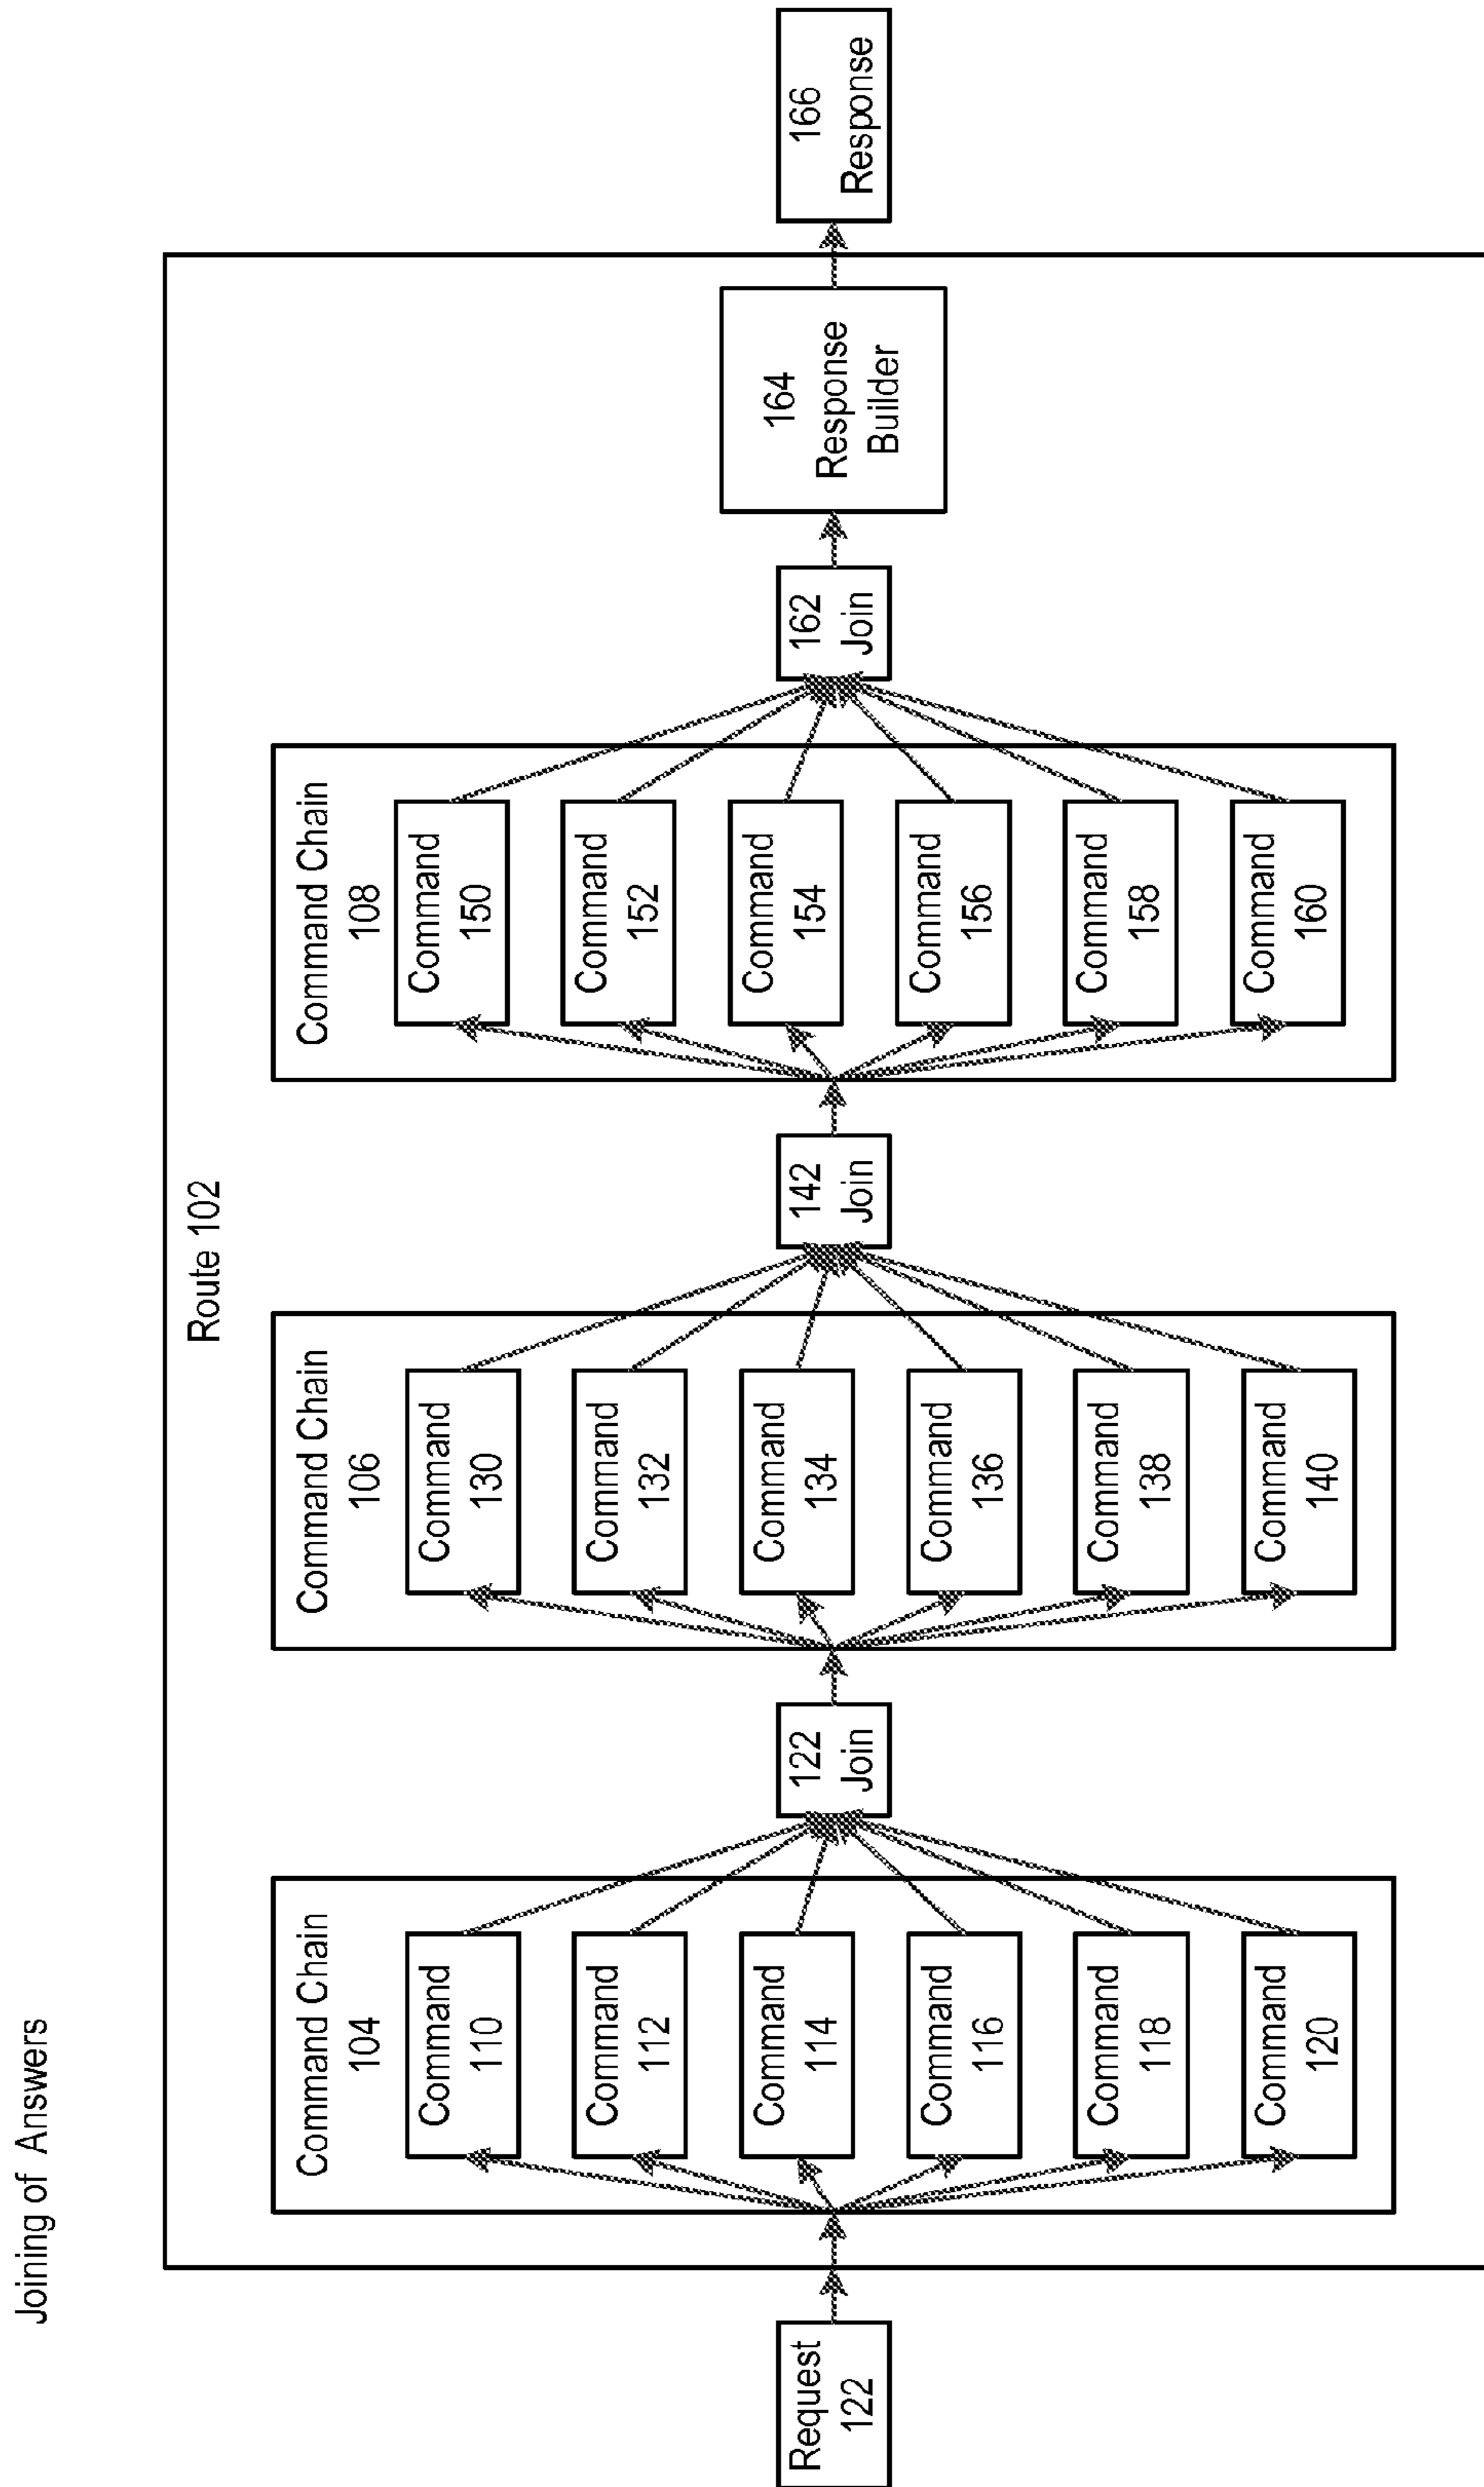 Joining of Answers
Route 102
Request
122
Command Chain
104
Command
110
Command
112
Command
114
Command
116
Command
118
Command
120
122
Join
Command Chain
106
Command
130
Command
132
Command
134
Command
136
Command
138
Command
140
142
Join
Command Chain
108
Command
150
Command
152
Command
154
Command
156
Command
158
Command
160
162
Join
164
Response
Builder
166
Response